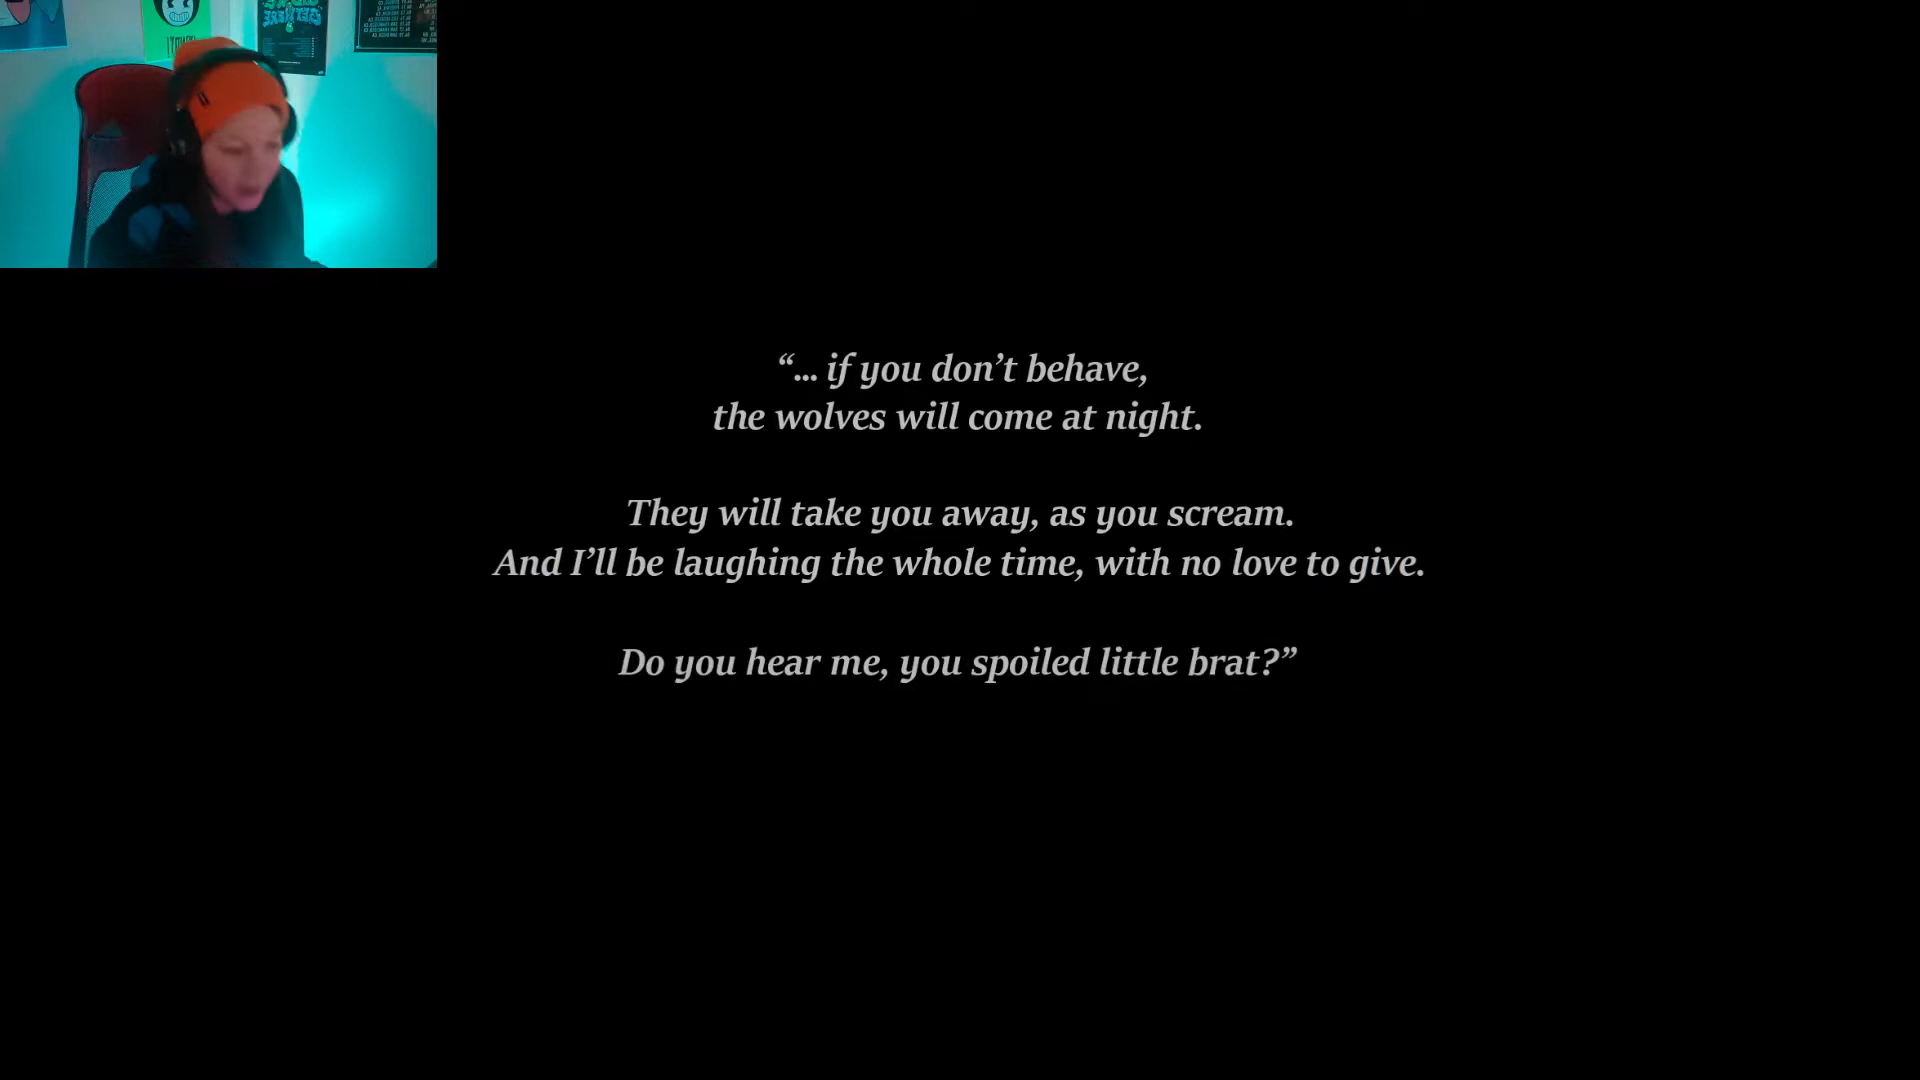 “... if you don’t behave,
the wolves will come at night.
They will take you away, as you scream.
And I’ll be laughing the whole time, with no love to give.
Do you hear me, you spoiled little brat?”